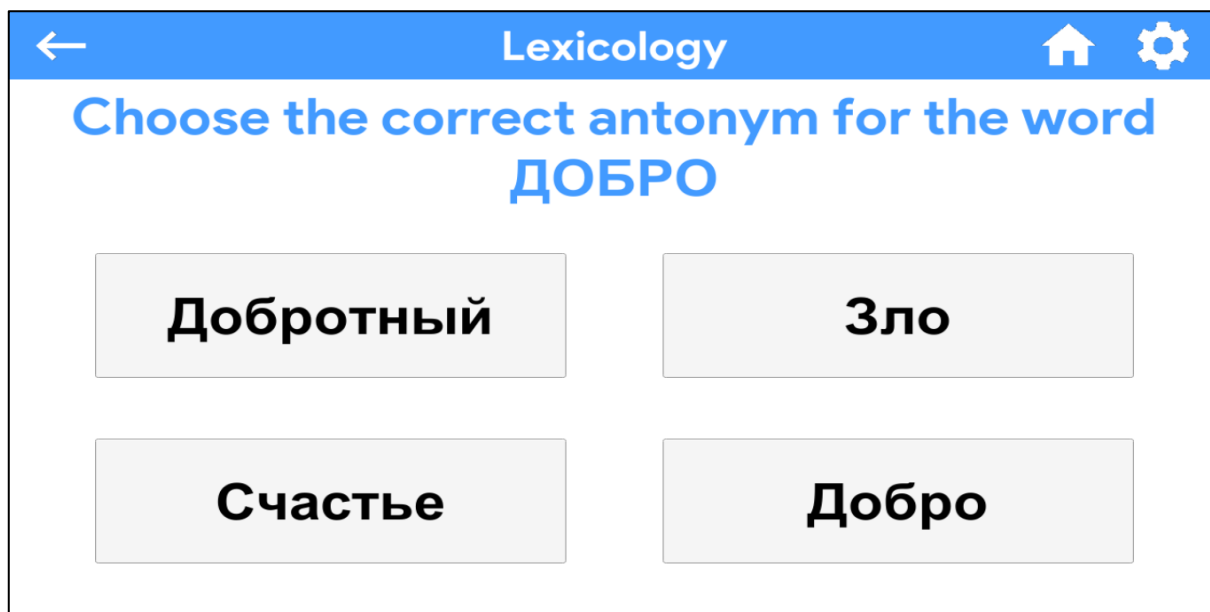 Lexicology
Choose the correct antonym for the word
ДОБРО
Добротный
Зло
Счастье
Добро